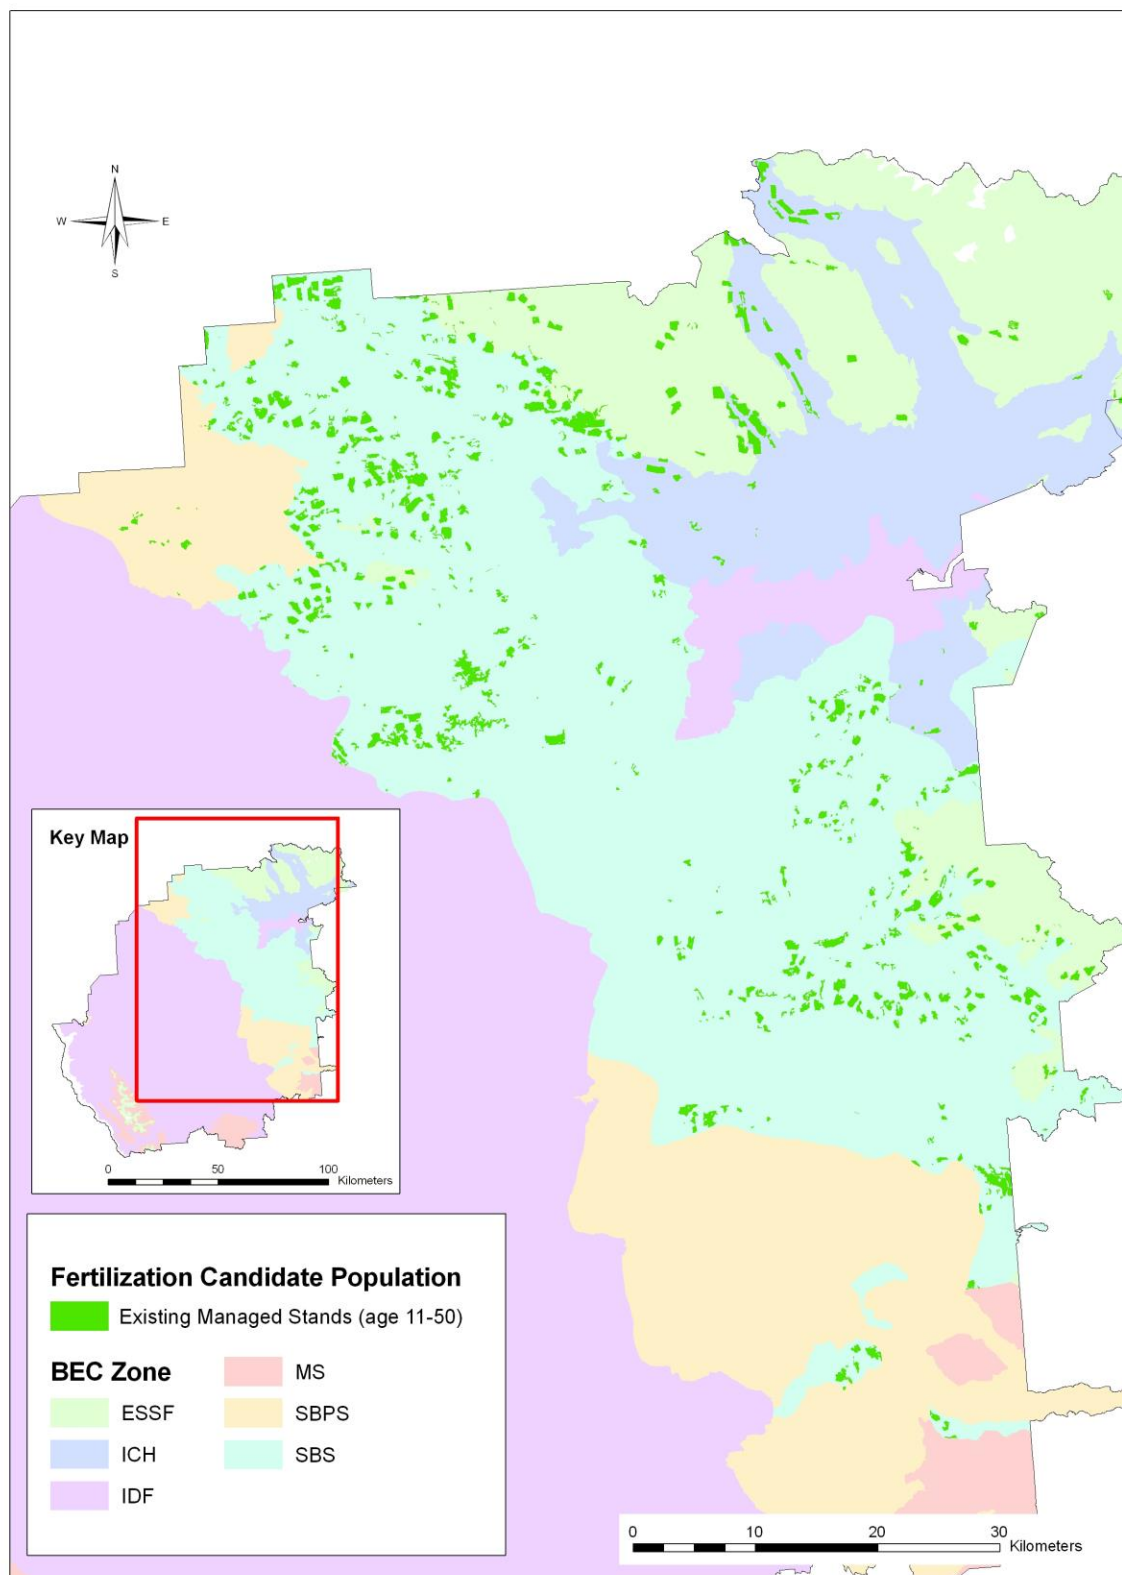 N
W E
S
Key Map
0 50 100
Kilometers
Fertilization Candidate Population
Existing Managed Stands (age 11-50)
BEC Zone
MS
ESSF
SBPS
ICH
SBS
IDF
0 10 20 30
Kilometers